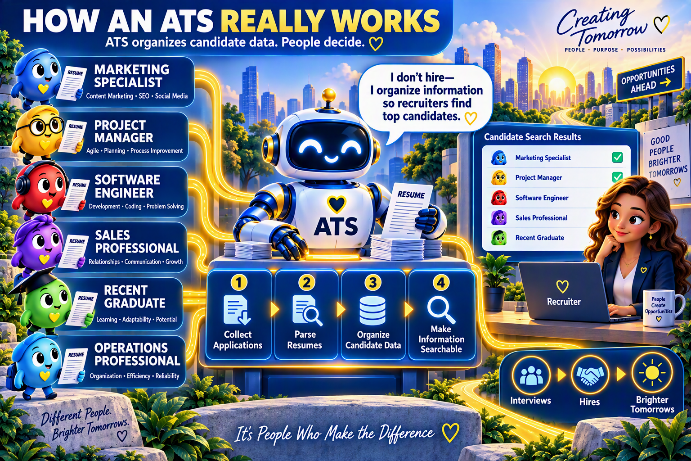 HOW AN ATS REALLY WORKS
ATS organizes candidate data. People decide.
Creating
Tomorrow
PEOPLE • PURPOSE • POSSIBILITIES
OPPORTUNITIES
AHEAD
MARKETING
SPECIALIST
Content Marketing • SEO • Social Media
RESUME
PROJECT
MANAGER
Agile • Planning • Process Improvement
RESUME
SOFTWARE
ENGINEER
Development • Coding • Problem Solving
RESUME
SALES
PROFESSIONAL
Relationships • Communication • Growth
RESUME
RECENT
GRADUATE
Learning • Adaptability • Potential
RESUME
OPERATIONS
PROFESSIONAL
Organization • Efficiency • Reliability
RESUME
I don't hire—
I organize information
so recruiters find
top candidates.
ATS
RESUME
1
Collect
Applications
2
Parse
Resumes
3
Organize
Candidate Data
4
Make
Information
Searchable
Candidate Search Results
Marketing Specialist
Project Manager
Software Engineer
Sales Professional
Recent Graduate
GOOD
PEOPLE
BRIGHTER
TOMORROWS
Recruiter
People
Create
Opportunities
Interviews
Hires
Brighter
Tomorrows
Different People.
Brighter Tomorrows.
It's People Who Make the Difference